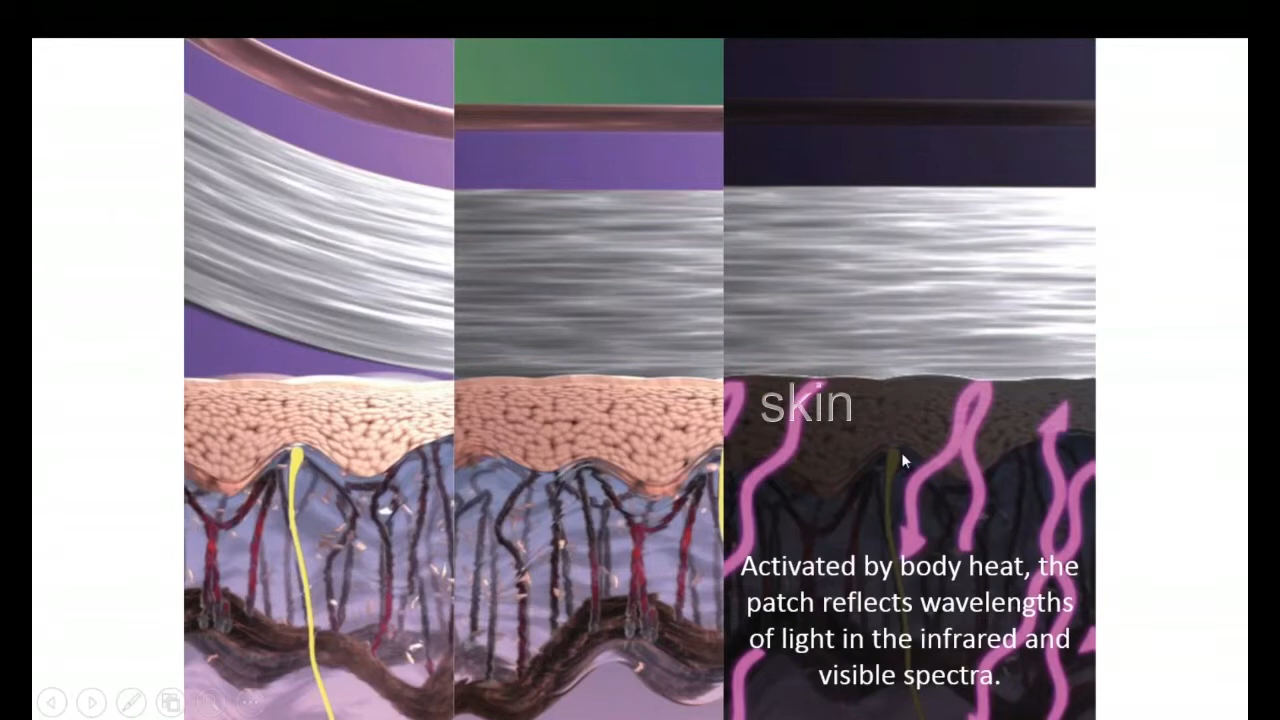 skin
Activated by body heat, the
patch reflects wavelengths
of light in the infrared and
visible spectra.